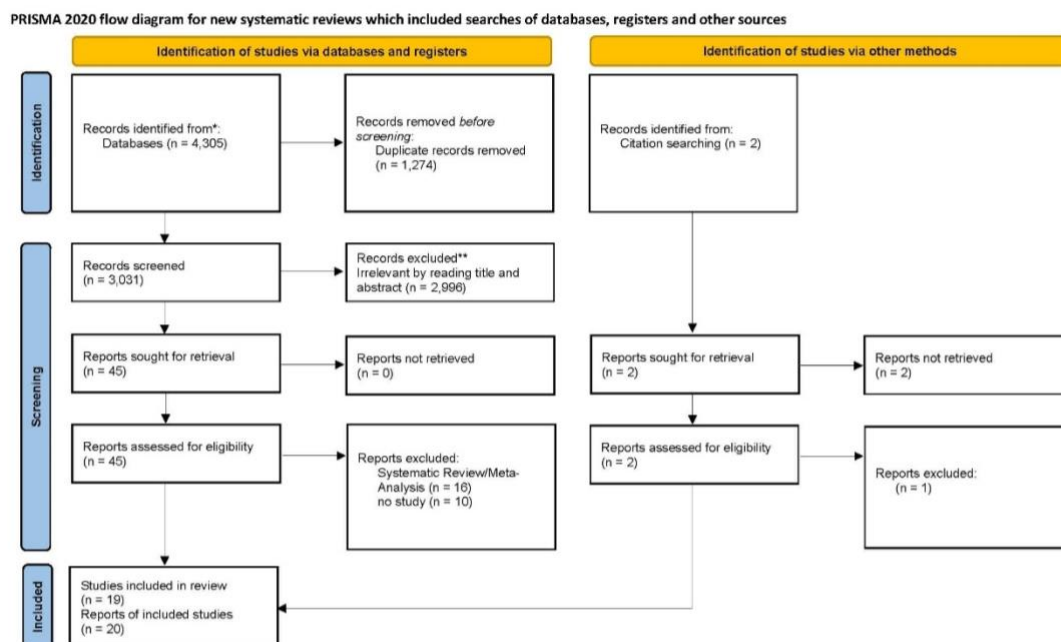 PRISMA 2020 flow diagram for new systematic reviews which included searches of databases, registers and other sources
Identification of studies via databases and registers
Identification of studies via other methods
Identification
Records identified from*:
Databases (n = 4,305)
Records removed before
screening:
Duplicate records removed
(n = 1,274)
Records identified from:
Citation searching (n = 2)
Screening
Records screened
(n = 3,031)
Records excluded**
Irrelevant by reading title and
abstract (n = 2,996)
Reports sought for retrieval
(n = 45)
Reports not retrieved
(n = 0)
Reports sought for retrieval
(n = 2)
Reports not retrieved
(n = 2)
Reports assessed for eligibility
(n = 45)
Reports excluded:
Systematic Review/Meta-
Analysis (n = 16)
no study (n = 10)
Reports assessed for eligibility
(n = 2)
Reports excluded:
(n = 1)
Included
Studies included in review
(n = 19)
Reports of included studies
(n = 20)